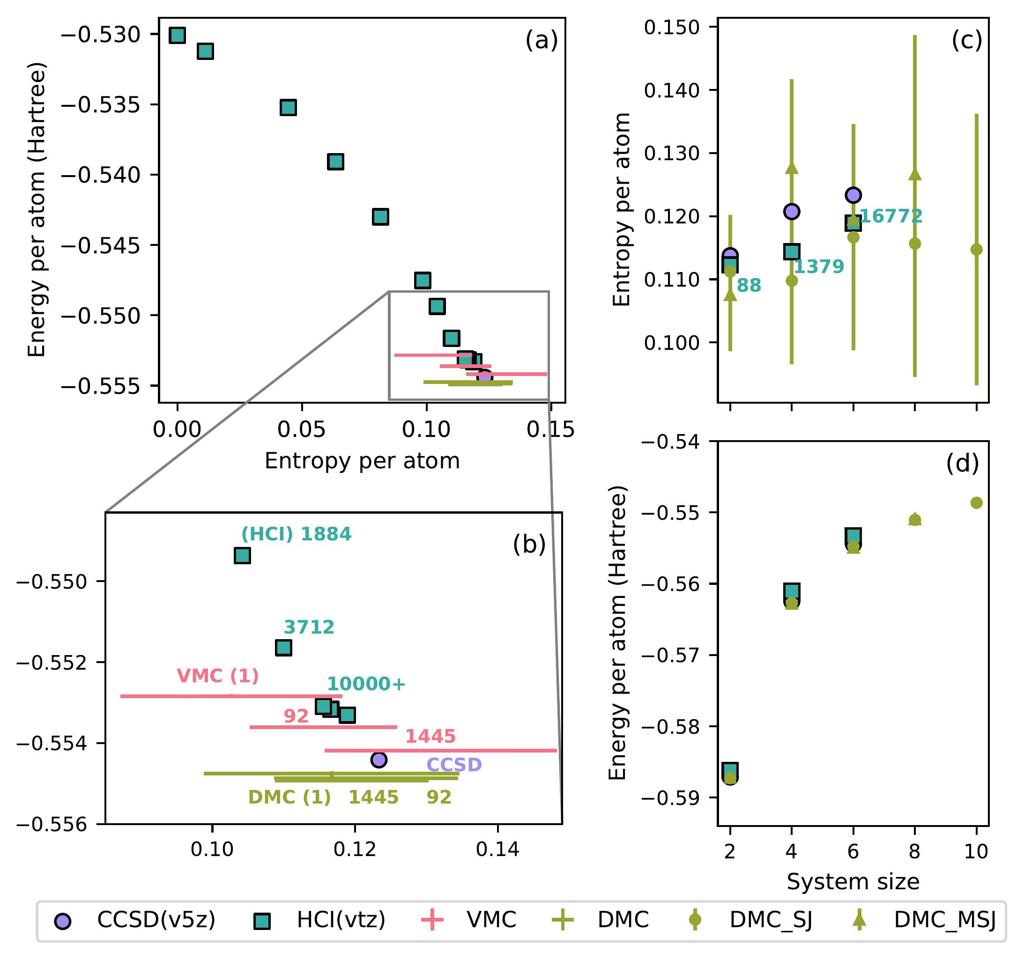 (a)
−0.530
−0.535
−0.540
−0.545
−0.550
−0.555
Energy per atom (Hartree)
0.00 0.05 0.10 0.15
Entropy per atom
(b)
(HCI) 1884
3712
VMC (1)
10000+
92
1445
CCSD
DMC (1) 1445 92
−0.550
−0.552
−0.554
−0.556
0.10 0.12 0.14
(c)
0.150
0.140
0.130
0.120
0.110
0.100
Entropy per atom
16772
1379
88
(d)
−0.54
−0.55
−0.56
−0.57
−0.58
−0.59
Energy per atom (Hartree)
2 4 6 8 10
System size
CCSD(v5z) HCI(vtz) VMC DMC DMC_SJ DMC_MSJ